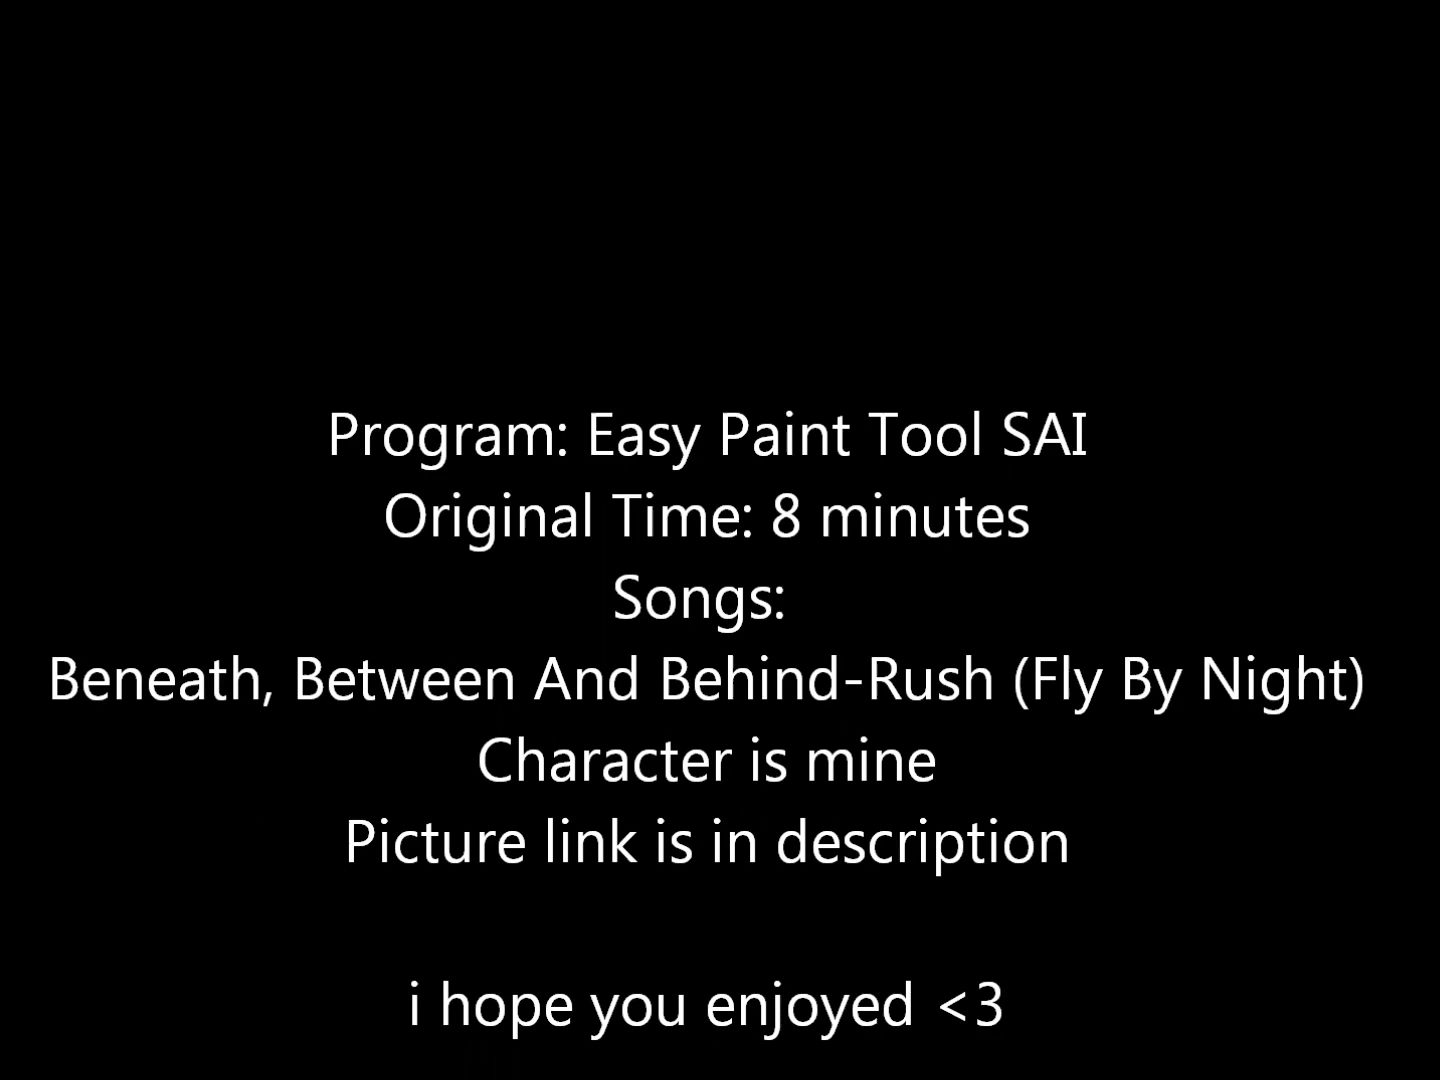 Program: Easy Paint Tool SAI
Original Time: 8 minutes
Songs:
Beneath, Between And Behind-Rush (Fly By Night)
Character is mine
Picture link is in description
i hope you enjoyed <3